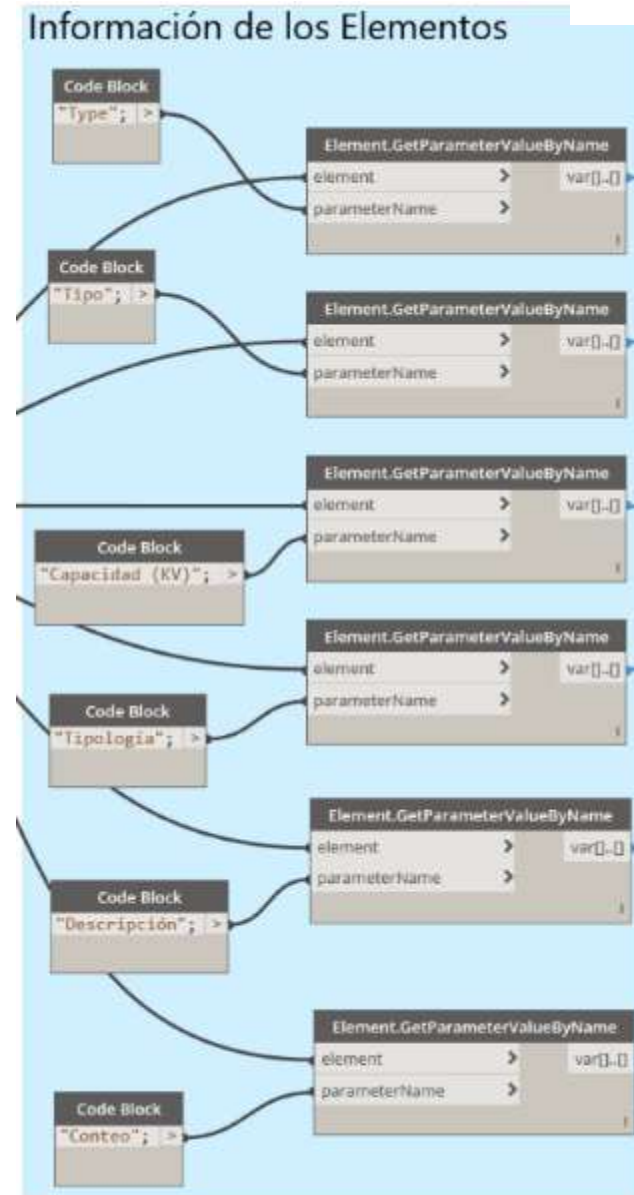 Información de los Elementos
Code Block
"Type"; >
Element.GetParameterValueByName
element > var[]..[]
parameterName >
Code Block
"Tipo"; >
Element.GetParameterValueByName
element > var[]..[]
parameterName >
Element.GetParameterValueByName
element > var[]..[]
parameterName >
Code Block
"Capacidad (KV)"; >
Element.GetParameterValueByName
element > var[]..[]
parameterName >
Code Block
"Tipología"; >
Element.GetParameterValueByName
element > var[]..[]
parameterName >
Code Block
"Descripción"; >
Element.GetParameterValueByName
element > var[]..[]
parameterName >
Code Block
"Conteo"; >